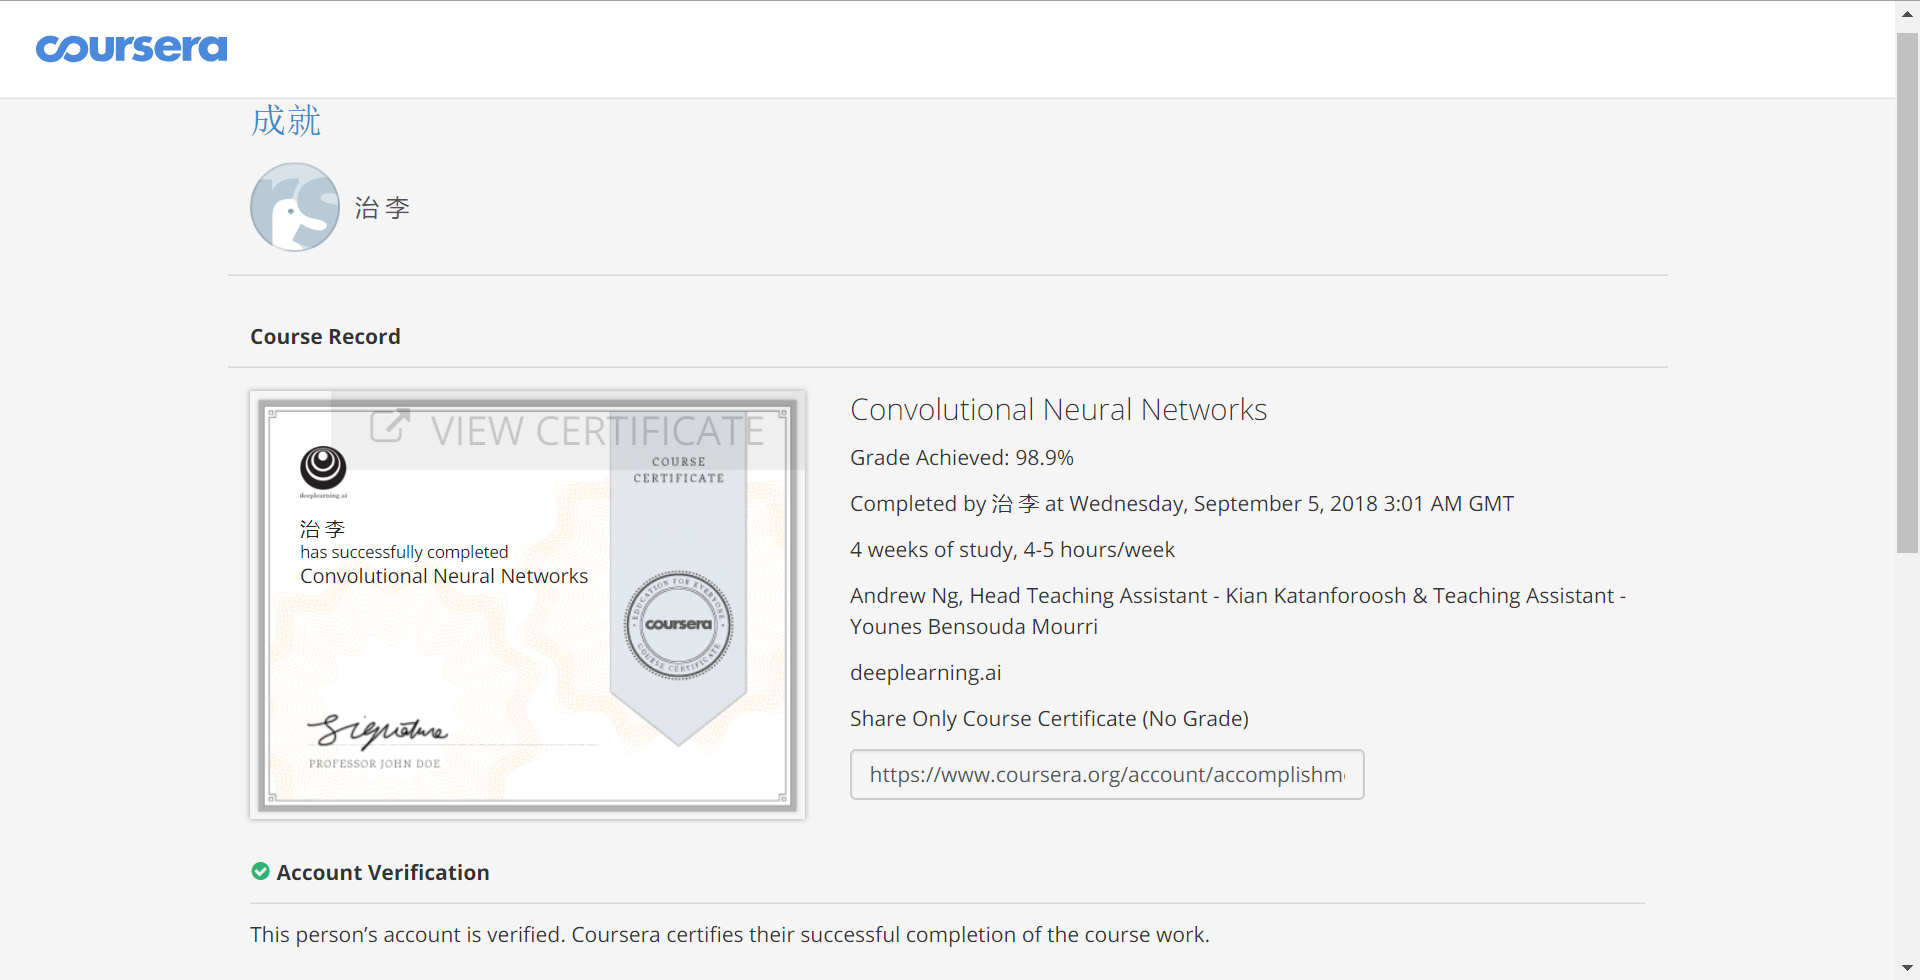 coursera
成就
治 李
Course Record
VIEW CERTIFICATE
COURSE
CERTIFICATE
deeplearning.ai
治 李
has successfully completed
Convolutional Neural Networks
EDUCATION FOR EVERYONE
coursera
COURSE CERTIFICATE
Signature
PROFESSOR JOHN DOE
Convolutional Neural Networks
Grade Achieved: 98.9%
Completed by 治 李 at Wednesday, September 5, 2018 3:01 AM GMT
4 weeks of study, 4-5 hours/week
Andrew Ng, Head Teaching Assistant - Kian Katanforoosh & Teaching Assistant -
Younes Bensouda Mourri
deeplearning.ai
Share Only Course Certificate (No Grade)
https://www.coursera.org/account/accomplishm
Account Verification
This person’s account is verified. Coursera certifies their successful completion of the course work.